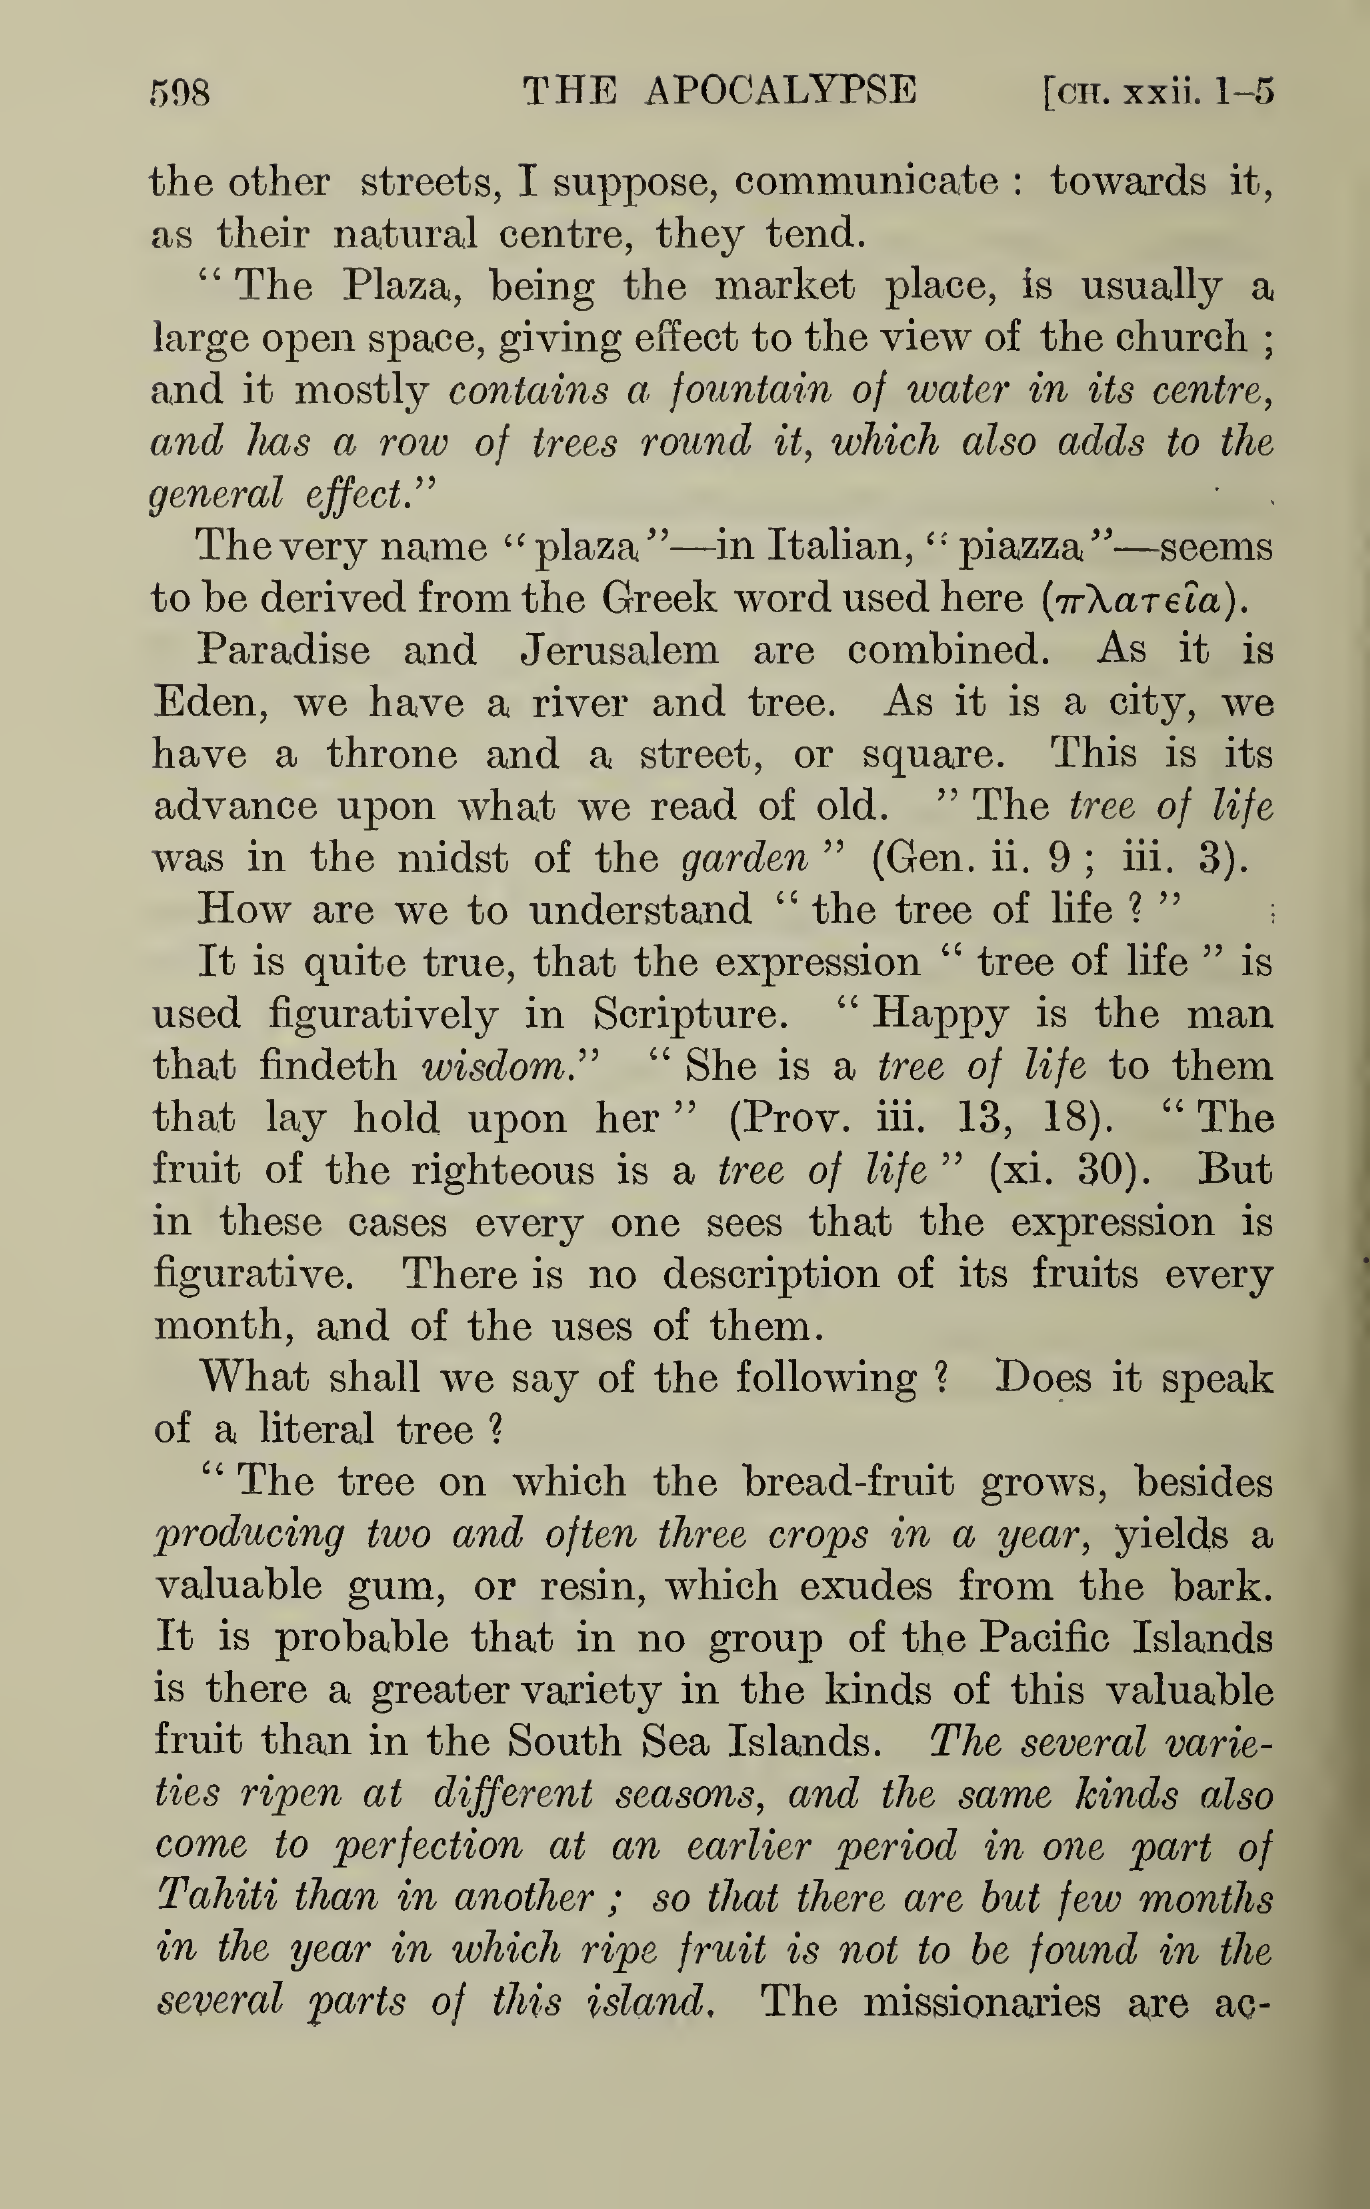 598 THE APOCALYPSE [CH. xxii. 1–5
the other streets, I suppose, communicate : towards it,
as their natural centre, they tend.
“ The Plaza, being the market place, is usually a
large open space, giving effect to the view of the church ;
and it mostly contains a fountain of water in its centre,
and has a row of trees round it, which also adds to the
general effect.”
The very name “ plaza ”—in Italian, “ piazza ”—seems
to be derived from the Greek word used here (πλατεῖα).
Paradise and Jerusalem are combined. As it is
Eden, we have a river and tree. As it is a city, we
have a throne and a street, or square. This is its
advance upon what we read of old. ” The tree of life
was in the midst of the garden ” (Gen. ii. 9 ; iii. 3).
How are we to understand “ the tree of life ? ”
It is quite true, that the expression “ tree of life ” is
used figuratively in Scripture. “ Happy is the man
that findeth wisdom.” “ She is a tree of life to them
that lay hold upon her ” (Prov. iii. 13, 18). “ The
fruit of the righteous is a tree of life ” (xi. 30). But
in these cases every one sees that the expression is
figurative. There is no description of its fruits every
month, and of the uses of them.
What shall we say of the following ? Does it speak
of a literal tree ?
“ The tree on which the bread-fruit grows, besides
producing two and often three crops in a year, yields a
valuable gum, or resin, which exudes from the bark.
It is probable that in no group of the Pacific Islands
is there a greater variety in the kinds of this valuable
fruit than in the South Sea Islands. The several varie-
ties ripen at different seasons, and the same kinds also
come to perfection at an earlier period in one part of
Tahiti than in another ; so that there are but few months
in the year in which ripe fruit is not to be found in the
several parts of this island. The missionaries are ac-